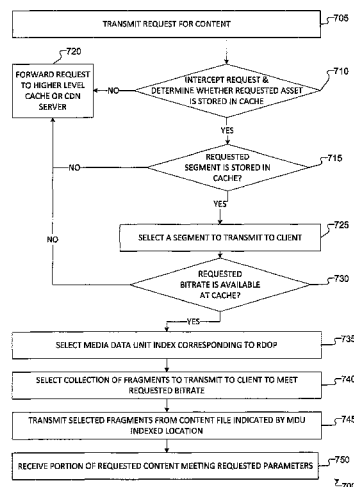 TRANSMIT REQUEST FOR CONTENT
705
720
FORWARD REQUEST
TO HIGHER LEVEL
CACHE OR CDN
SERVER
NO
INTERCEPT REQUEST &
DETERMINE WHETHER REQUESTED ASSET
IS STORED IN CACHE
710
YES
NO
REQUESTED
SEGMENT IS STORED IN
CACHE?
715
YES
725
SELECT A SEGMENT TO TRANSMIT TO CLIENT
NO
REQUESTED
BITRATE IS AVAILABLE
AT CACHE?
730
YES
SELECT MEDIA DATA UNIT INDEX CORRESPONDING TO RDOP
735
SELECT COLLECTION OF FRAGMENTS TO TRANSMIT TO CLIENT TO MEET
REQUESTED BITRATE
740
TRANSMIT SELECTED FRAGMENTS FROM CONTENT FILE INDICATED BY MDU
INDEXED LOCATION
745
RECEIVE PORTION OF REQUESTED CONTENT MEETING REQUESTED PARAMETERS
750
700